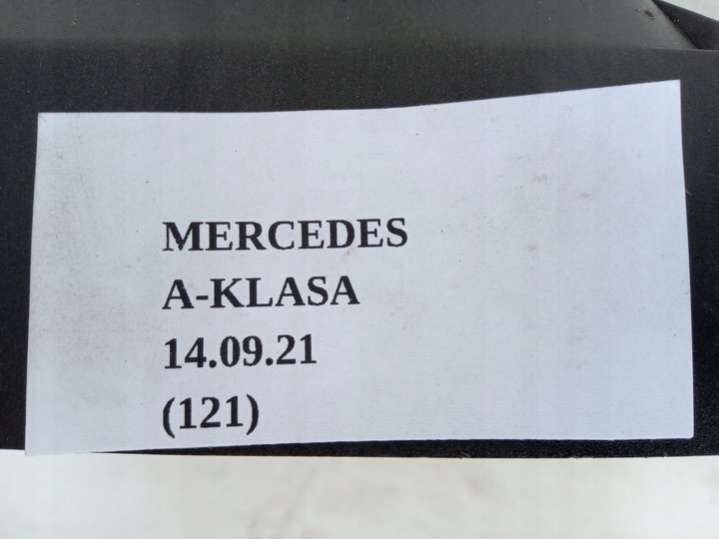 MERCEDES
A-KLASA
14.09.21
(121)